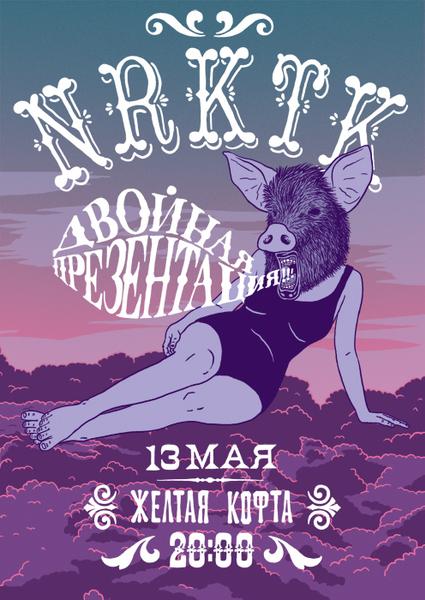 NRKTK
ДВОЙНАЯ
ПРЕЗЕНТАЦИЯ!!!
13 МАЯ
ЖЕЛТАЯ КОФТА
20:00